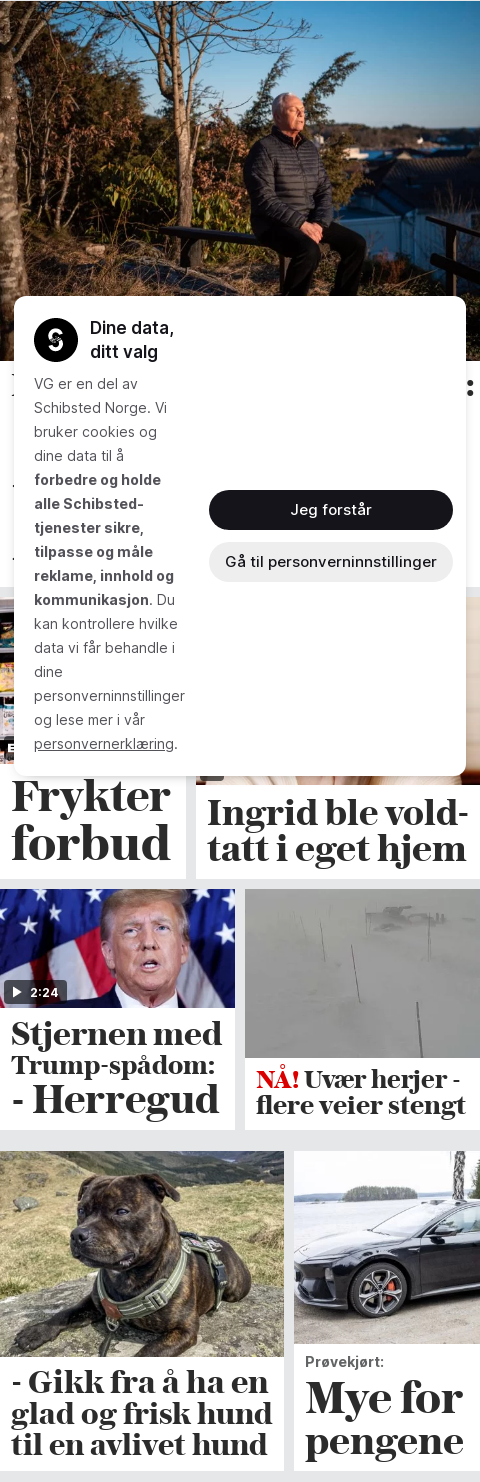 Dine data,
ditt valg
VG er en del av
Schibsted Norge. Vi
bruker cookies og
dine data til å
forbedre og holde
alle Schibsted-
tjenester sikre,
tilpasse og måle
reklame, innhold og
kommunikasjon. Du
kan kontrollere hvilke
data vi får behandle i
dine
personverninnstillinger
og lese mer i vår
personvernerklæring.
Jeg forstår
Gå til personverninnstillinger
Frykter
forbud
Ingrid ble vold-
tatt i eget hjem
2:24
Stjernen med
Trump-spådom:
- Herregud
NÅ! Uvær herjer -
flere veier stengt
- Gikk fra å ha en
glad og frisk hund
til en avlivet hund
Prøvekjørt:
Mye for
pengene